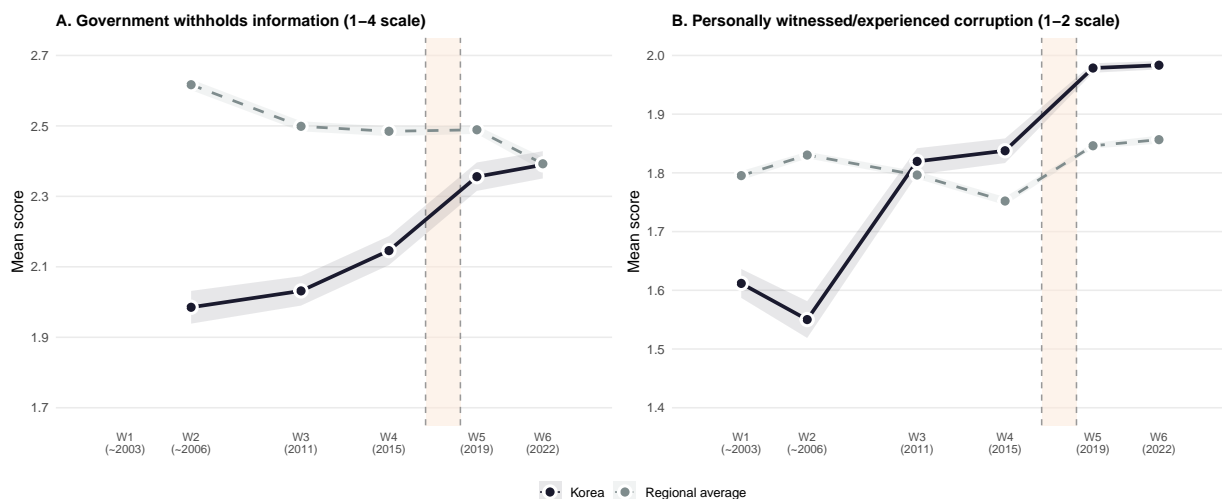 A. Government withholds information (1–4 scale)
Mean score
2.7
2.5
2.3
2.1
1.9
1.7
W1
(~2003)
W2
(~2006)
W3
(2011)
W4
(2015)
W5
(2019)
W6
(2022)
B. Personally witnessed/experienced corruption (1–2 scale)
Mean score
2.0
1.9
1.8
1.7
1.6
1.5
1.4
W1
(~2003)
W2
(~2006)
W3
(2011)
W4
(2015)
W5
(2019)
W6
(2022)
Korea
Regional average